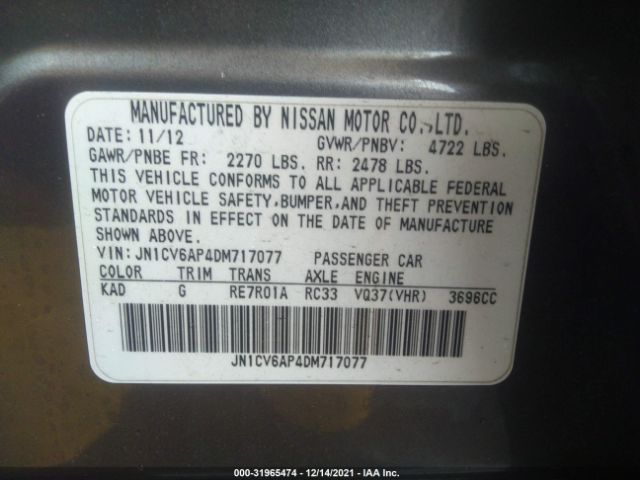 MANUFACTURED BY NISSAN MOTOR CO.,LTD.
DATE: 11/12 GVWR/PNBV: 4722 LBS.
GAWR/PNBE FR: 2270 LBS. RR: 2478 LBS.
THIS VEHICLE CONFORMS TO ALL APPLICABLE FEDERAL
MOTOR VEHICLE SAFETY,BUMPER,AND THEFT PREVENTION
STANDARDS IN EFFECT ON THE DATE OF MANUFACTURE
SHOWN ABOVE.
VIN: JN1CV6AP4DM717077 PASSENGER CAR
COLOR TRIM TRANS AXLE ENGINE
KAD G RE7R01A RC33 VQ37(VHR) 3696CC
JN1CV6AP4DM717077
000-31965474 - 12/14/2021 - IAA Inc.